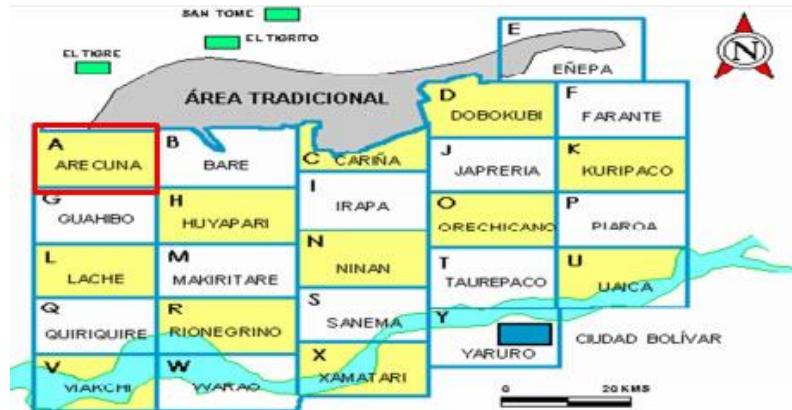 SAN TOME
EL TIGRITO
EL TIGRE
E
EÑEPA
N
ÁREA TRADICIONAL
D
DOBOKUBI
F
FARANTE
A
ARECUNA
B
BARE
C CARIÑA
J
JAPRERIA
K
KURIPACO
G
GUAHIBO
H
HUYAPARI
I
IRAPA
O
ORECHICANO
P
PIAROA
L
LACHE
M
MAKIRITARE
N
NINAN
T
TAUREPACO
U
UAICA
Q
QUIRIQUIRE
R
RIONEGRINO
S
SANEMA
Y
YARURO
CIUDAD BOLÍVAR
V
VIAKCHI
W
WARAO
X
XAMATARI
0 20 KMS